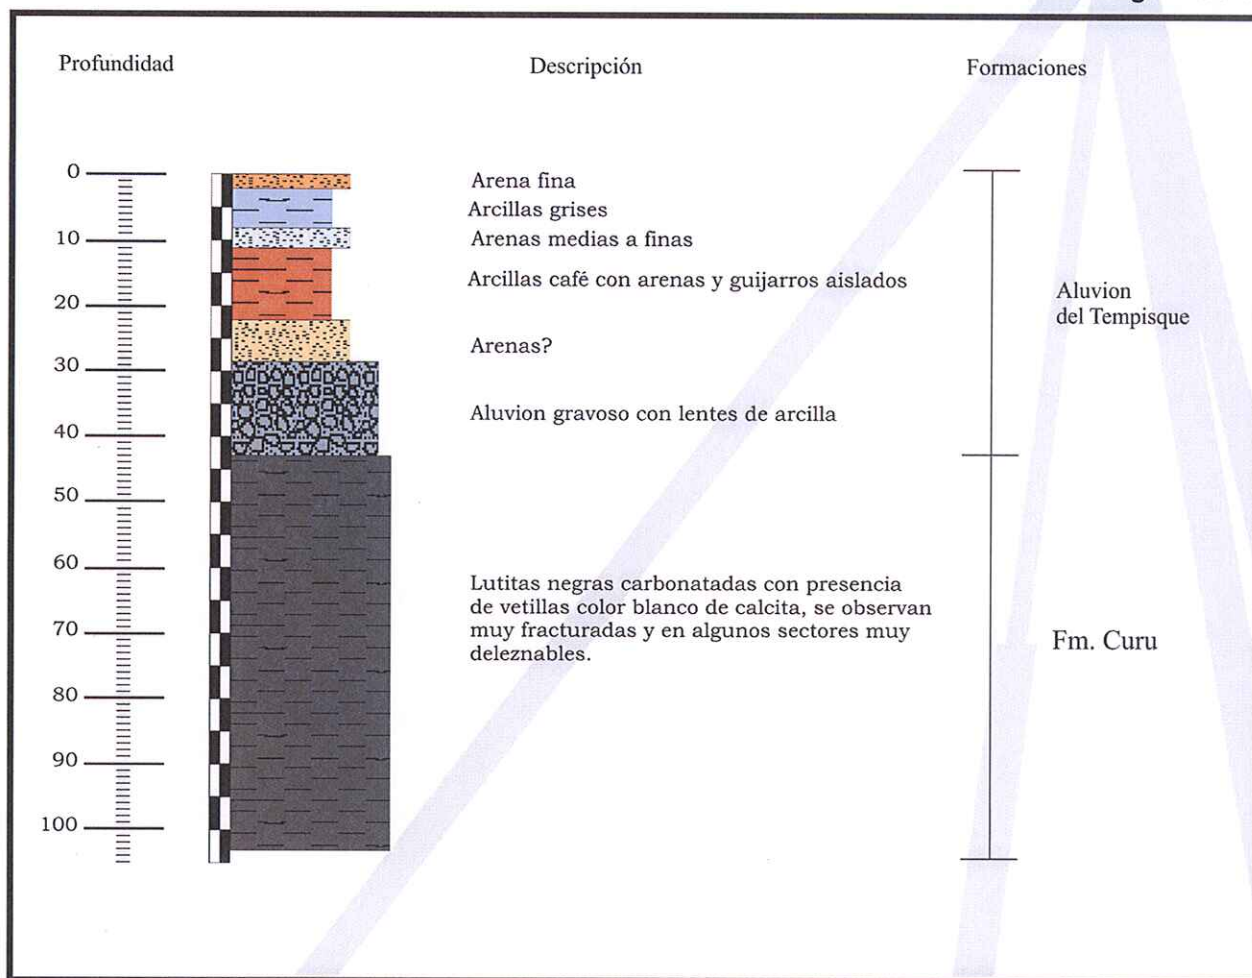 Profundidad
Descripción
Formaciones
0
10
20
30
40
50
60
70
80
90
100
Arena fina
Arcillas grises
Arenas medias a finas
Arcillas café con arenas y guijarros aislados
Arenas?
Aluvion gravoso con lentes de arcilla
Lutitas negras carbonatadas con presencia
de vetillas color blanco de calcita, se observan
muy fracturadas y en algunos sectores muy
deleznables.
Aluvion
del Tempisque
Fm. Curu